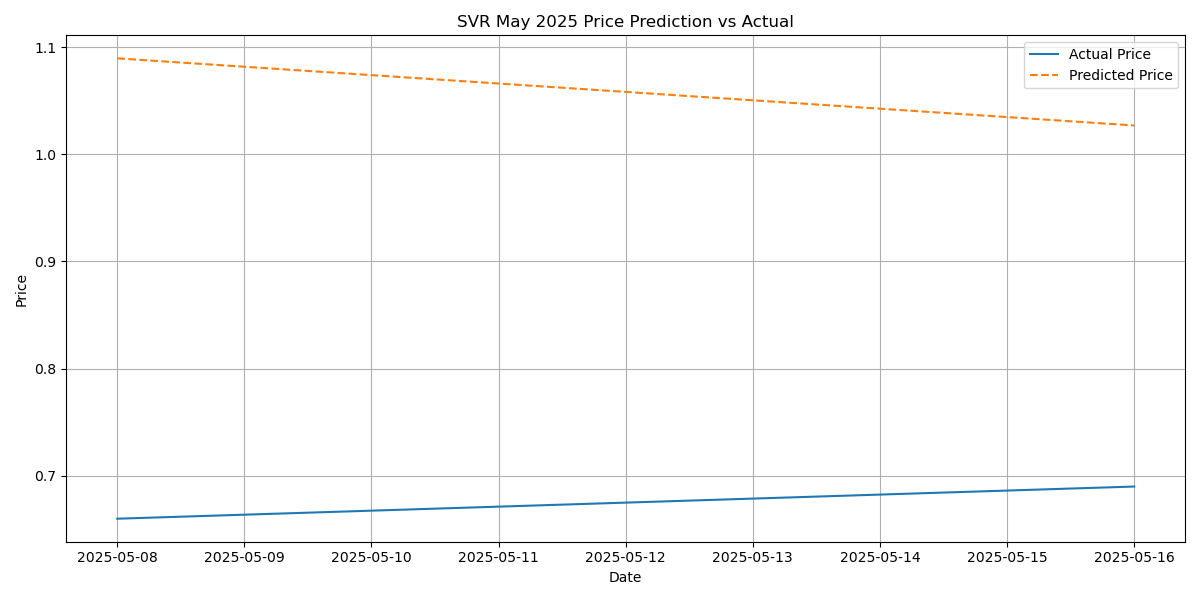 SVR May 2025 Price Prediction vs Actual
Actual Price
Predicted Price
1.1
1.0
0.9
0.8
0.7
Price
2025-05-08 2025-05-09 2025-05-10 2025-05-11 2025-05-12 2025-05-13 2025-05-14 2025-05-15 2025-05-16
Date